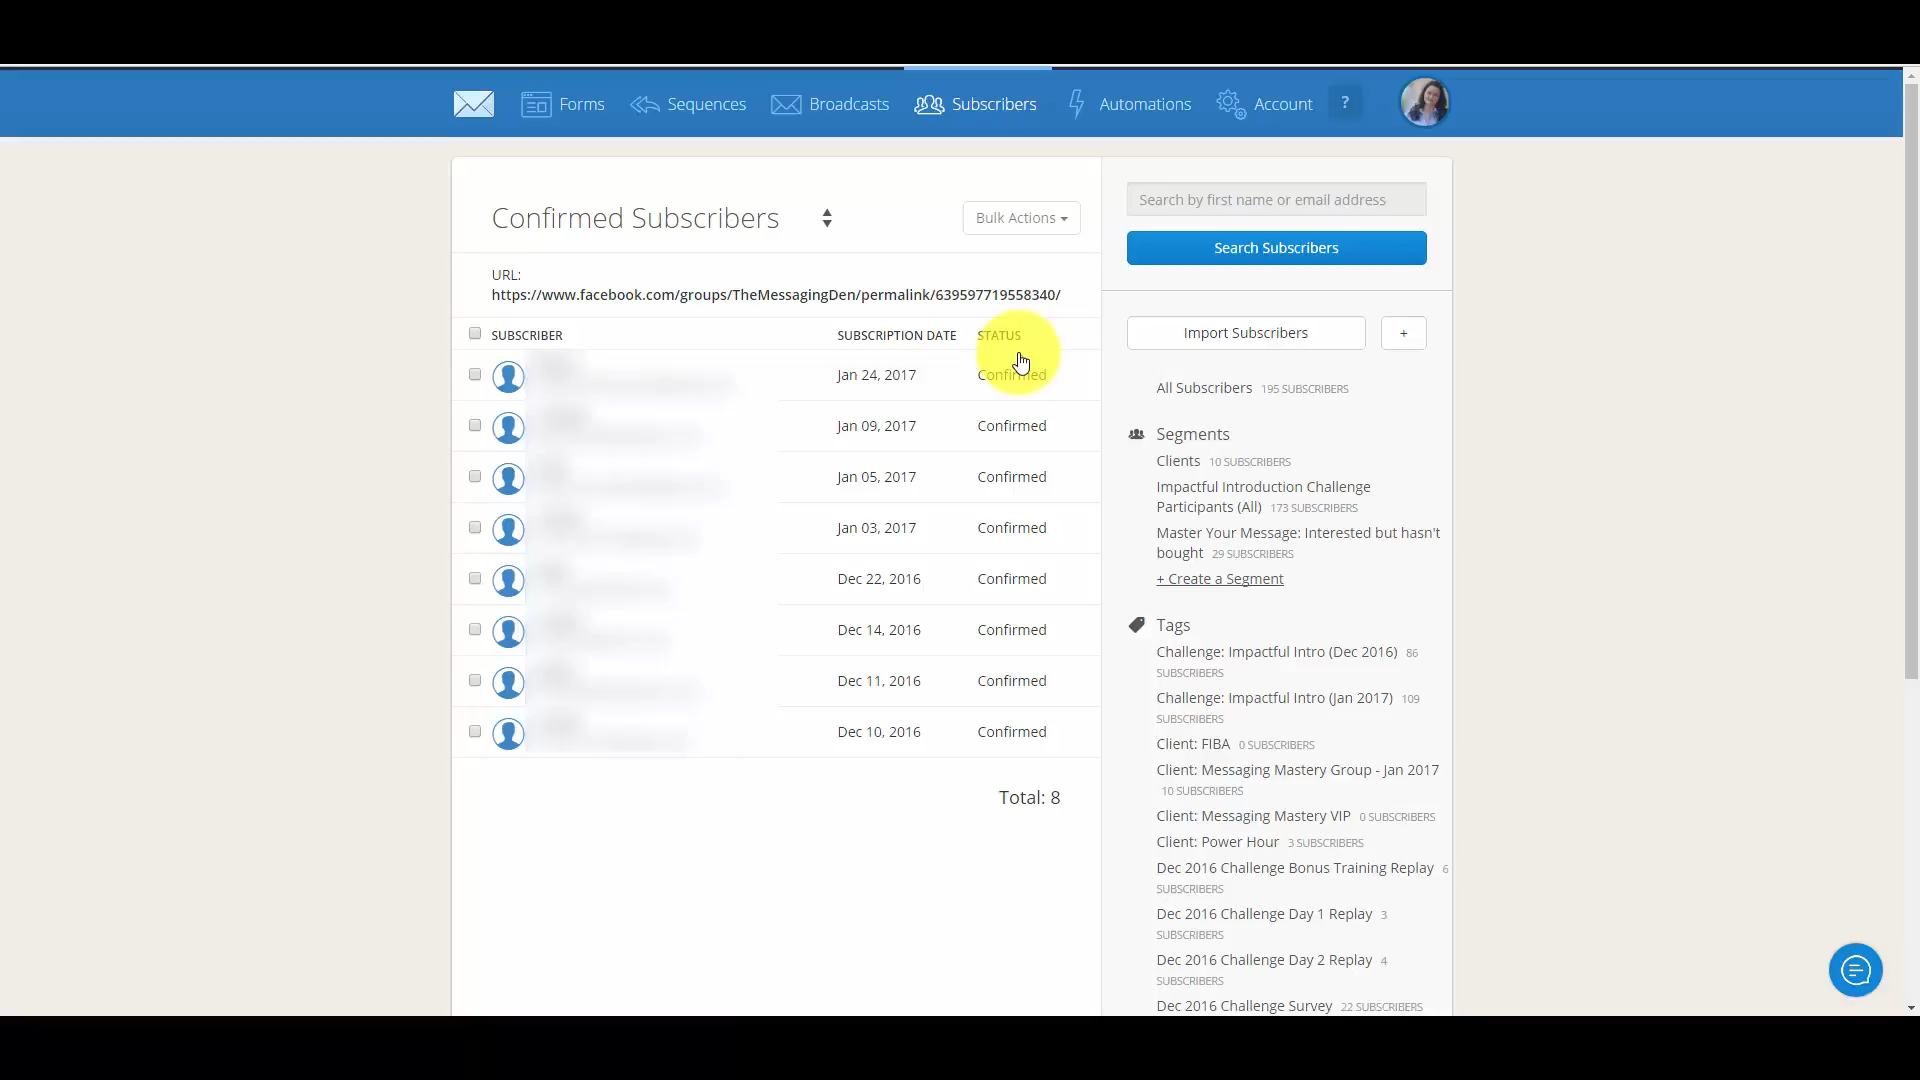 Forms Sequences Broadcasts Subscribers Automations Account ?
Confirmed Subscribers
Bulk Actions
URL:
https://www.facebook.com/groups/TheMessagingDen/permalink/639597719558340/
SUBSCRIBER SUBSCRIPTION DATE STATUS
Jan 24, 2017 Confirmed
Jan 09, 2017 Confirmed
Jan 05, 2017 Confirmed
Jan 03, 2017 Confirmed
Dec 22, 2016 Confirmed
Dec 14, 2016 Confirmed
Dec 11, 2016 Confirmed
Dec 10, 2016 Confirmed
Total: 8
Search by first name or email address
Search Subscribers
Import Subscribers +
All Subscribers 195 SUBSCRIBERS
Segments
Clients 10 SUBSCRIBERS
Impactful Introduction Challenge
Participants (All) 173 SUBSCRIBERS
Master Your Message: Interested but hasn't
bought 29 SUBSCRIBERS
+ Create a Segment
Tags
Challenge: Impactful Intro (Dec 2016) 86
SUBSCRIBERS
Challenge: Impactful Intro (Jan 2017) 109
SUBSCRIBERS
Client: FIBA 0 SUBSCRIBERS
Client: Messaging Mastery Group - Jan 2017
10 SUBSCRIBERS
Client: Messaging Mastery VIP 0 SUBSCRIBERS
Client: Power Hour 3 SUBSCRIBERS
Dec 2016 Challenge Bonus Training Replay 6
SUBSCRIBERS
Dec 2016 Challenge Day 1 Replay 3
SUBSCRIBERS
Dec 2016 Challenge Day 2 Replay 4
SUBSCRIBERS
Dec 2016 Challenge Survey 22 SUBSCRIBERS